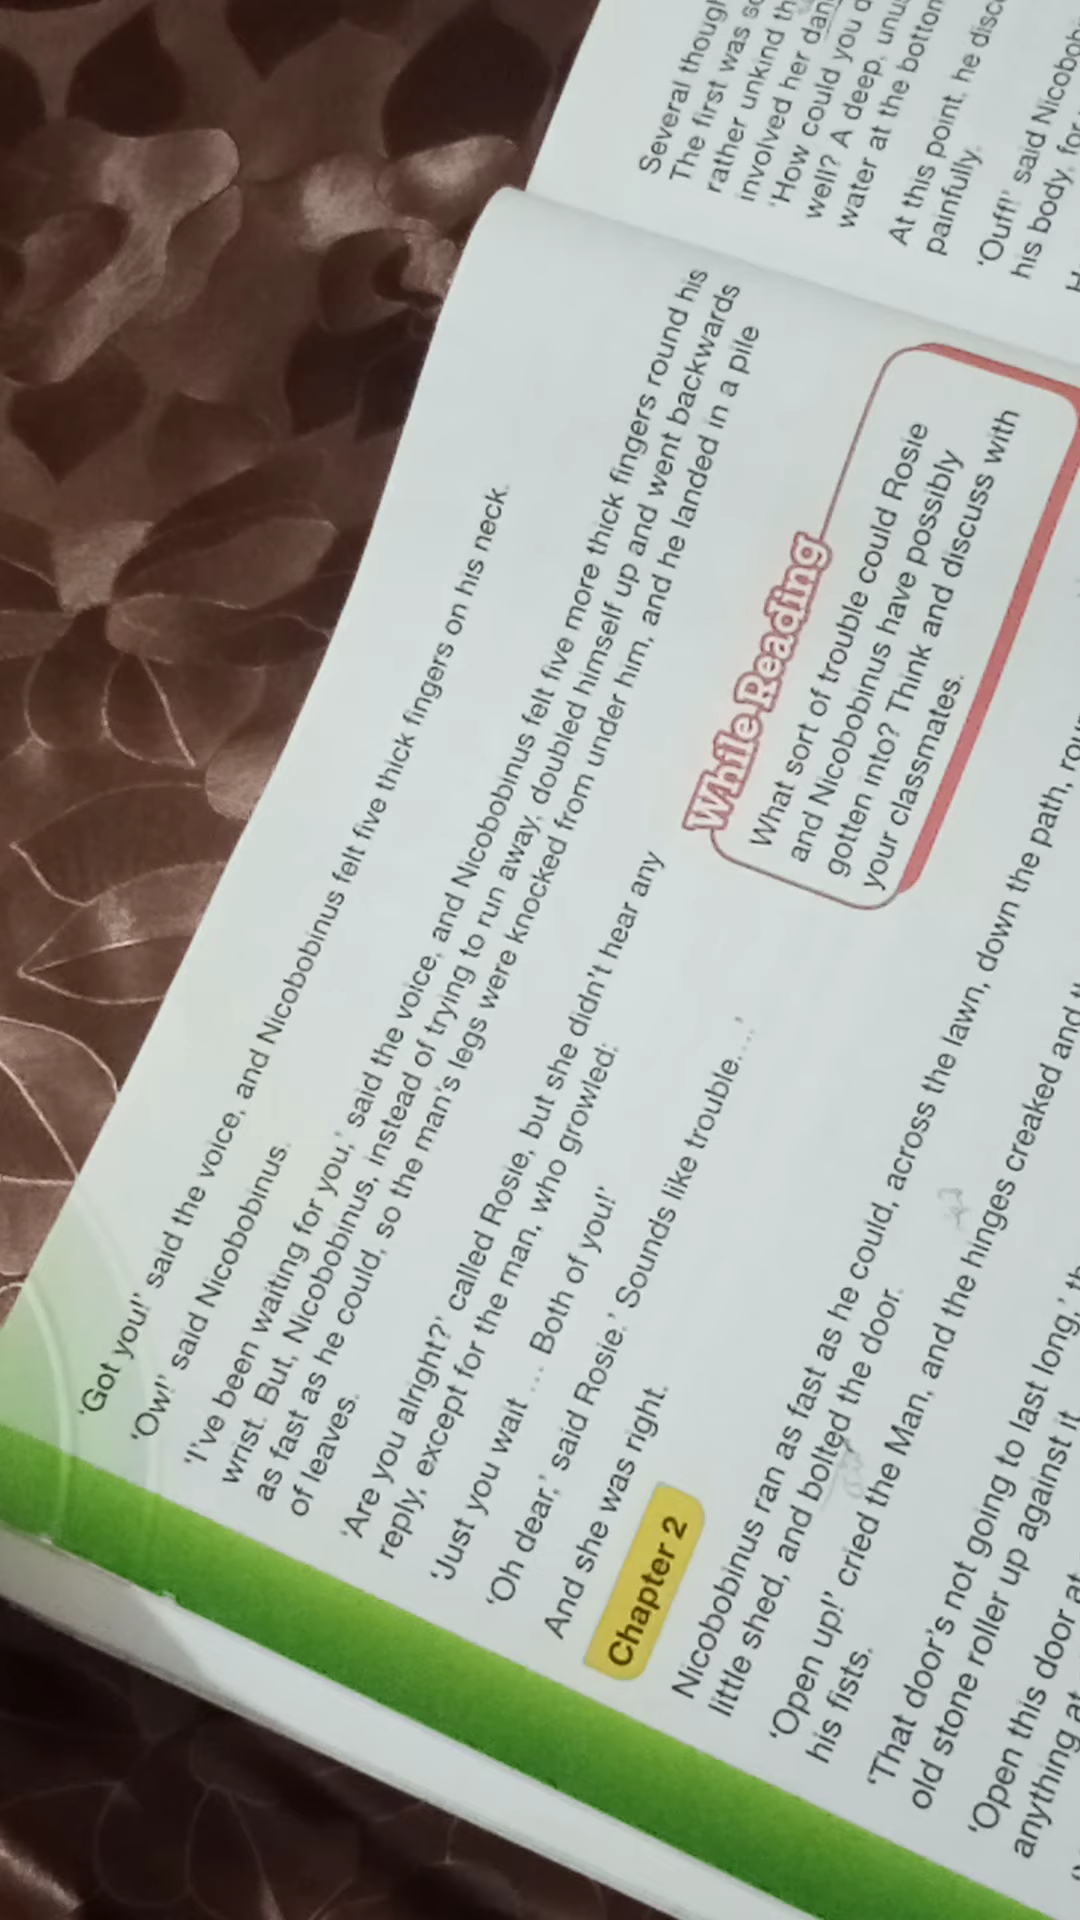 'Got you!' said the voice, and Nicobobinus felt five thick fingers on his neck.
'Ow!' said Nicobobinus.
'I've been waiting for you,' said the voice, and Nicobobinus felt five more thick fingers round his
wrist. But, Nicobobinus, instead of trying to run away, doubled himself up and went backwards
as fast as he could, so the man's legs were knocked from under him, and he landed in a pile
of leaves.
'Are you alright?' called Rosie, but she didn't hear any
reply, except for the man, who growled:
'Just you wait ... Both of you!'
'Oh dear,' said Rosie.' Sounds like trouble....'
And she was right.
While-Reading
What sort of trouble could Rosie
and Nicobobinus have possibly
gotten into? Think and discuss with
your classmates.
Chapter 2
Nicobobinus ran as fast as he could, across the lawn, down the path,
little shed, and bolted the door.
'Open up!' cried the Man, and the hinges creaked and
his fists.
'That door's not going to last long,'
old stone roller up against it
'Open this door at
anything at
Several
The first was
rather unkind
involved her
'How could you
well? A deep,
water at the bottom
At this point, he
painfully.
'Ouff!' said
his body, for